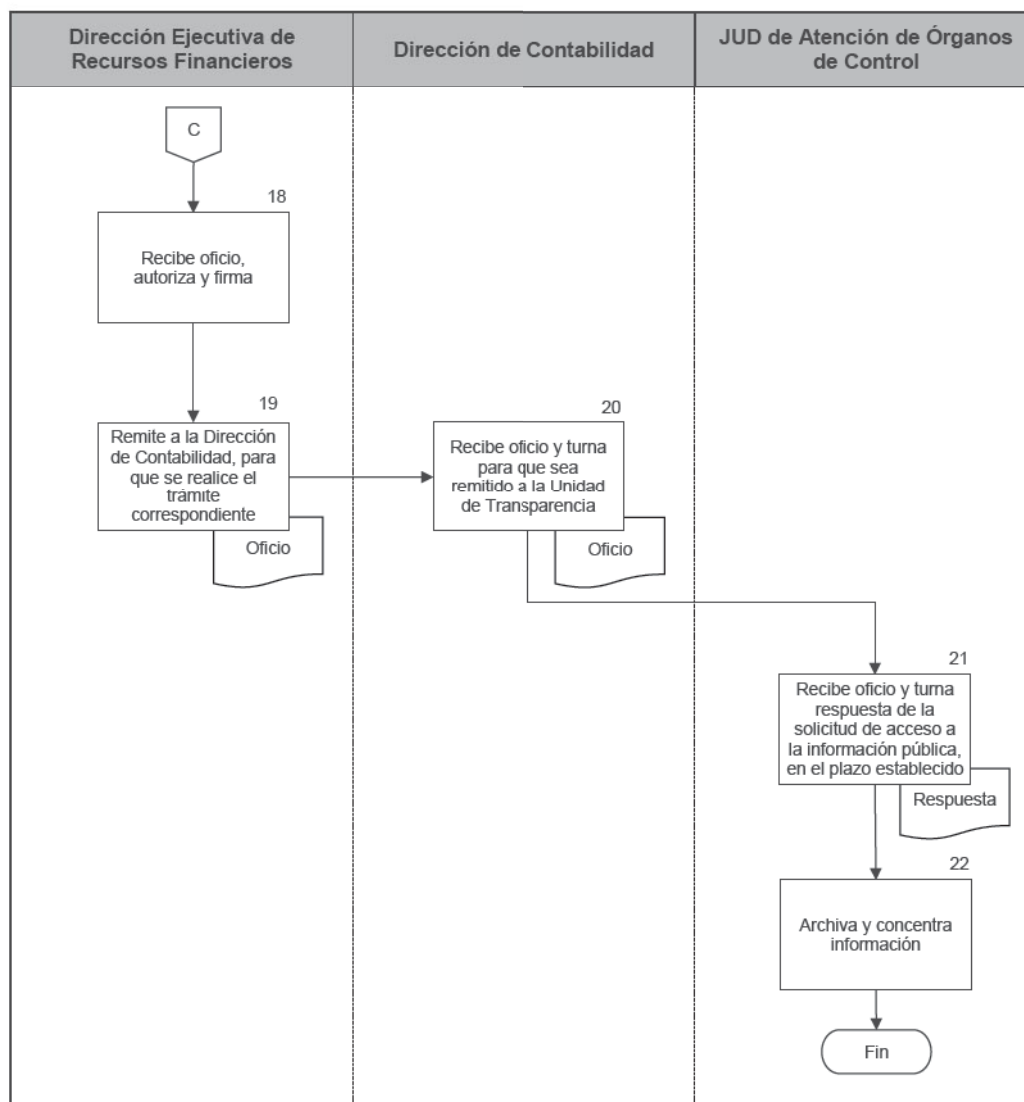 Dirección Ejecutiva de
Recursos Financieros
Dirección de Contabilidad
JUD de Atención de Órganos
de Control
C
18
Recibe oficio,
autoriza y firma
19
Remite a la Dirección
de Contabilidad, para
que se realice el
trámite
correspondiente
Oficio
20
Recibe oficio y turna
para que sea
remitido a la Unidad
de Transparencia
Oficio
21
Recibe oficio y turna
respuesta de la
solicitud de acceso a
la información pública,
en el plazo establecido
Respuesta
22
Archiva y concentra
información
Fin